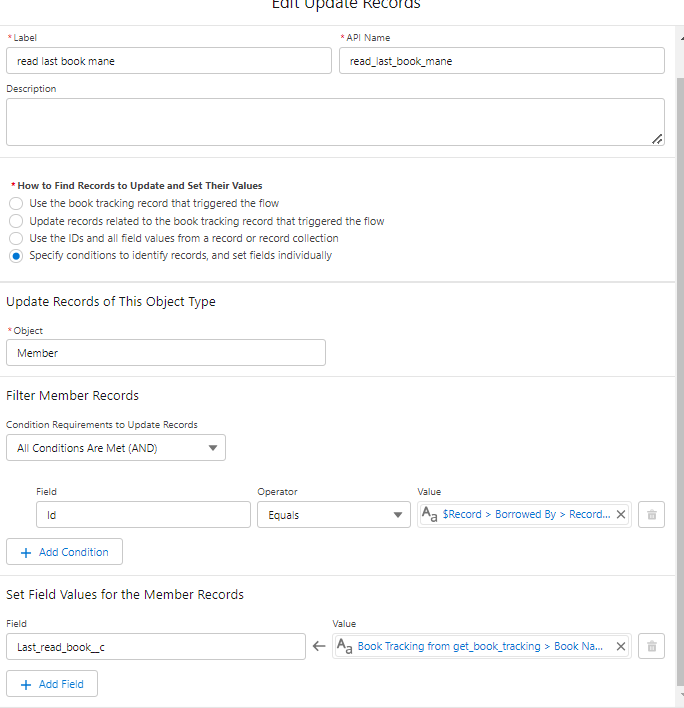 Edit Update Records
*Label
*API Name
read last book mane
read_last_book_mane
Description
*How to Find Records to Update and Set Their Values
Use the book tracking record that triggered the flow
Update records related to the book tracking record that triggered the flow
Use the IDs and all field values from a record or record collection
Specify conditions to identify records, and set fields individually
Update Records of This Object Type
*Object
Member
Filter Member Records
Condition Requirements to Update Records
All Conditions Are Met (AND)
Field
Operator
Value
Id
Equals
Aa $Record > Borrowed By > Record...
+ Add Condition
Set Field Values for the Member Records
Field
Value
Last_read_book__c
Aa Book Tracking from get_book_tracking > Book Na...
+ Add Field